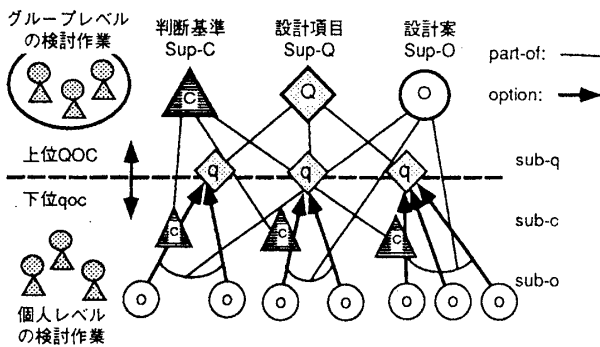 グループレベル
の検討作業
判断基準
Sup-C
設計項目
Sup-Q
設計案
Sup-O
part-of:
option:
C
Q
O
上位QOC
下位qoc
q
q
q
sub-q
c
c
c
sub-c
o
o
o
o
o
o
o
sub-o
個人レベル
の検討作業